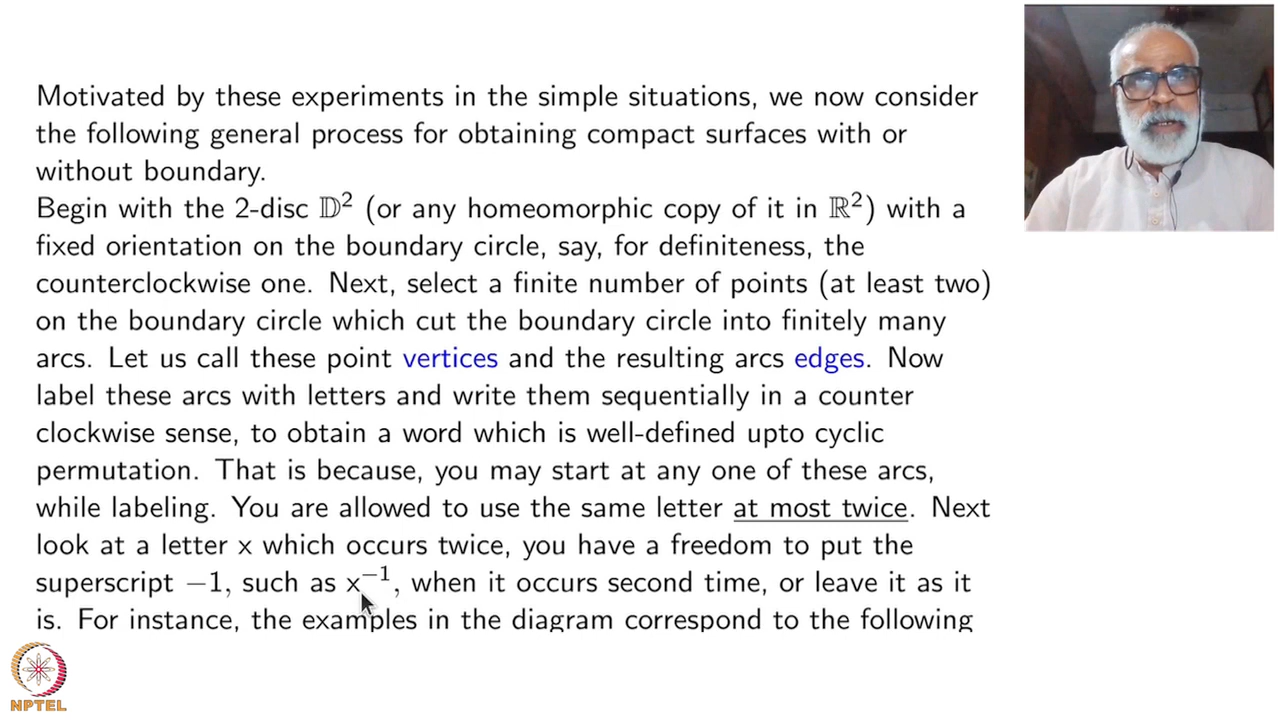 Motivated by these experiments in the simple situations, we now consider
the following general process for obtaining compact surfaces with or
without boundary.
Begin with the 2-disc 𝔻² (or any homeomorphic copy of it in ℝ²) with a
fixed orientation on the boundary circle, say, for definiteness, the
counterclockwise one. Next, select a finite number of points (at least two)
on the boundary circle which cut the boundary circle into finitely many
arcs. Let us call these point vertices and the resulting arcs edges. Now
label these arcs with letters and write them sequentially in a counter
clockwise sense, to obtain a word which is well-defined upto cyclic
permutation. That is because, you may start at any one of these arcs,
while labeling. You are allowed to use the same letter at most twice. Next
look at a letter x which occurs twice, you have a freedom to put the
superscript −1, such as x⁻¹, when it occurs second time, or leave it as it
is. For instance, the examples in the diagram correspond to the following
NPTEL